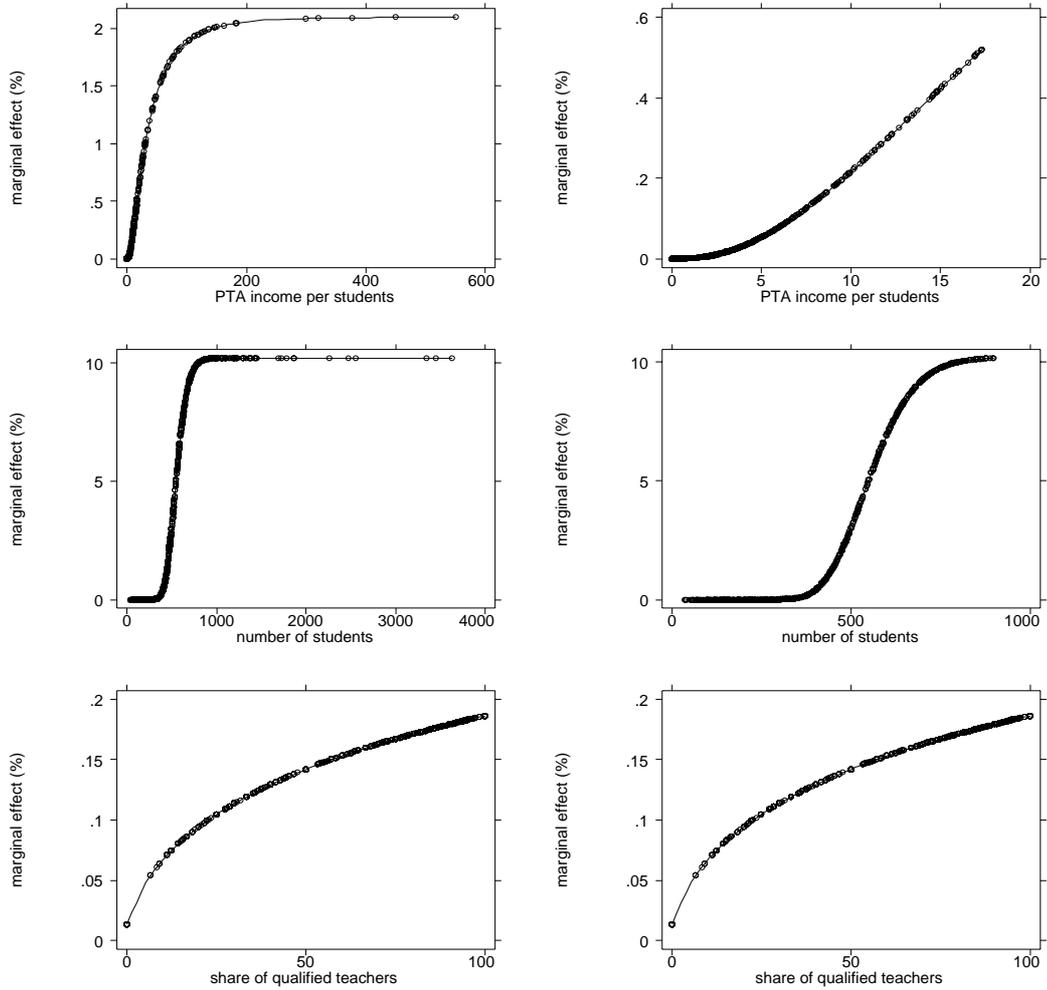 marginal effect (%)
2
1.5
1
.5
0
0 200 400 600
PTA income per students
marginal effect (%)
.6
.4
.2
0
0 5 10 15 20
PTA income per students
marginal effect (%)
10
5
0
0 1000 2000 3000 4000
number of students
marginal effect (%)
10
5
0
500 1000
number of students
marginal effect (%)
.2
.15
.1
.05
0
0 50 100
share of qualified teachers
marginal effect (%)
.2
.15
.1
.05
0
0 50 100
share of qualified teachers